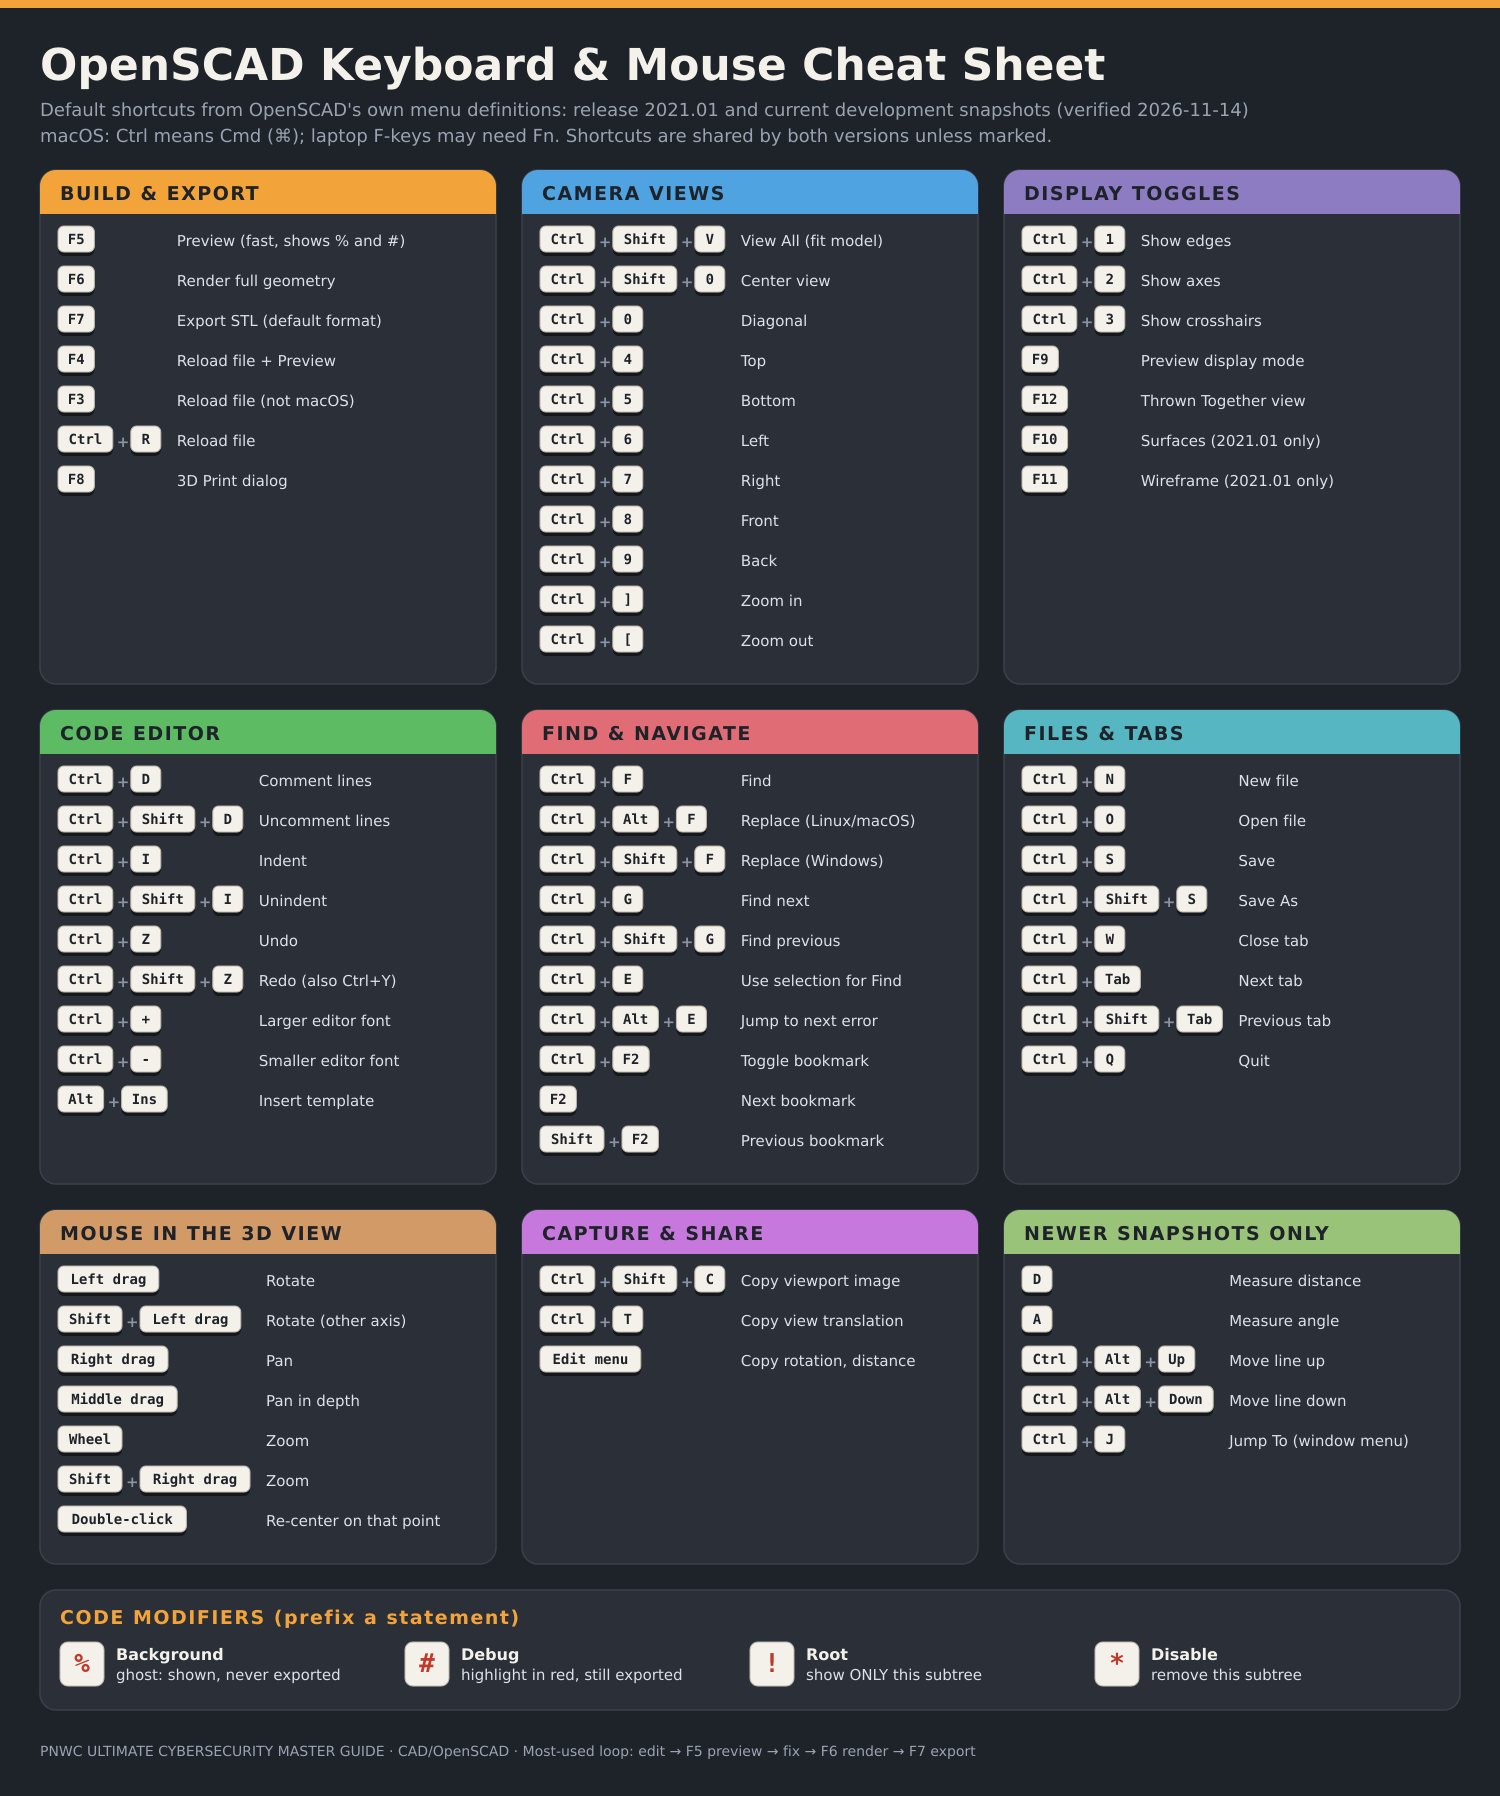 OpenSCAD Keyboard & Mouse Cheat Sheet
Default shortcuts from OpenSCAD's own menu definitions: release 2021.01 and current development snapshots (verified 2026-11-14)
macOS: Ctrl means Cmd (⌘); laptop F-keys may need Fn. Shortcuts are shared by both versions unless marked.
BUILD & EXPORT
F5 Preview (fast, shows % and #)
F6 Render full geometry
F7 Export STL (default format)
F4 Reload file + Preview
F3 Reload file (not macOS)
Ctrl + R Reload file
F8 3D Print dialog
CAMERA VIEWS
Ctrl + Shift + V View All (fit model)
Ctrl + Shift + 0 Center view
Ctrl + 0 Diagonal
Ctrl + 4 Top
Ctrl + 5 Bottom
Ctrl + 6 Left
Ctrl + 7 Right
Ctrl + 8 Front
Ctrl + 9 Back
Ctrl + ] Zoom in
Ctrl + [ Zoom out
DISPLAY TOGGLES
Ctrl + 1 Show edges
Ctrl + 2 Show axes
Ctrl + 3 Show crosshairs
F9 Preview display mode
F12 Thrown Together view
F10 Surfaces (2021.01 only)
F11 Wireframe (2021.01 only)
CODE EDITOR
Ctrl + D Comment lines
Ctrl + Shift + D Uncomment lines
Ctrl + I Indent
Ctrl + Shift + I Unindent
Ctrl + Z Undo
Ctrl + Shift + Z Redo (also Ctrl+Y)
Ctrl + + Larger editor font
Ctrl + - Smaller editor font
Alt + Ins Insert template
FIND & NAVIGATE
Ctrl + F Find
Ctrl + Alt + F Replace (Linux/macOS)
Ctrl + Shift + F Replace (Windows)
Ctrl + G Find next
Ctrl + Shift + G Find previous
Ctrl + E Use selection for Find
Ctrl + Alt + E Jump to next error
Ctrl + F2 Toggle bookmark
F2 Next bookmark
Shift + F2 Previous bookmark
FILES & TABS
Ctrl + N New file
Ctrl + O Open file
Ctrl + S Save
Ctrl + Shift + S Save As
Ctrl + W Close tab
Ctrl + Tab Next tab
Ctrl + Shift + Tab Previous tab
Ctrl + Q Quit
MOUSE IN THE 3D VIEW
Left drag Rotate
Shift + Left drag Rotate (other axis)
Right drag Pan
Middle drag Pan in depth
Wheel Zoom
Shift + Right drag Zoom
Double-click Re-center on that point
CAPTURE & SHARE
Ctrl + Shift + C Copy viewport image
Ctrl + T Copy view translation
Edit menu Copy rotation, distance
NEWER SNAPSHOTS ONLY
D Measure distance
A Measure angle
Ctrl + Alt + Up Move line up
Ctrl + Alt + Down Move line down
Ctrl + J Jump To (window menu)
CODE MODIFIERS (prefix a statement)
% Background
ghost: shown, never exported
# Debug
highlight in red, still exported
! Root
show ONLY this subtree
* Disable
remove this subtree
PNWC ULTIMATE CYBERSECURITY MASTER GUIDE · CAD/OpenSCAD · Most-used loop: edit → F5 preview → fix → F6 render → F7 export